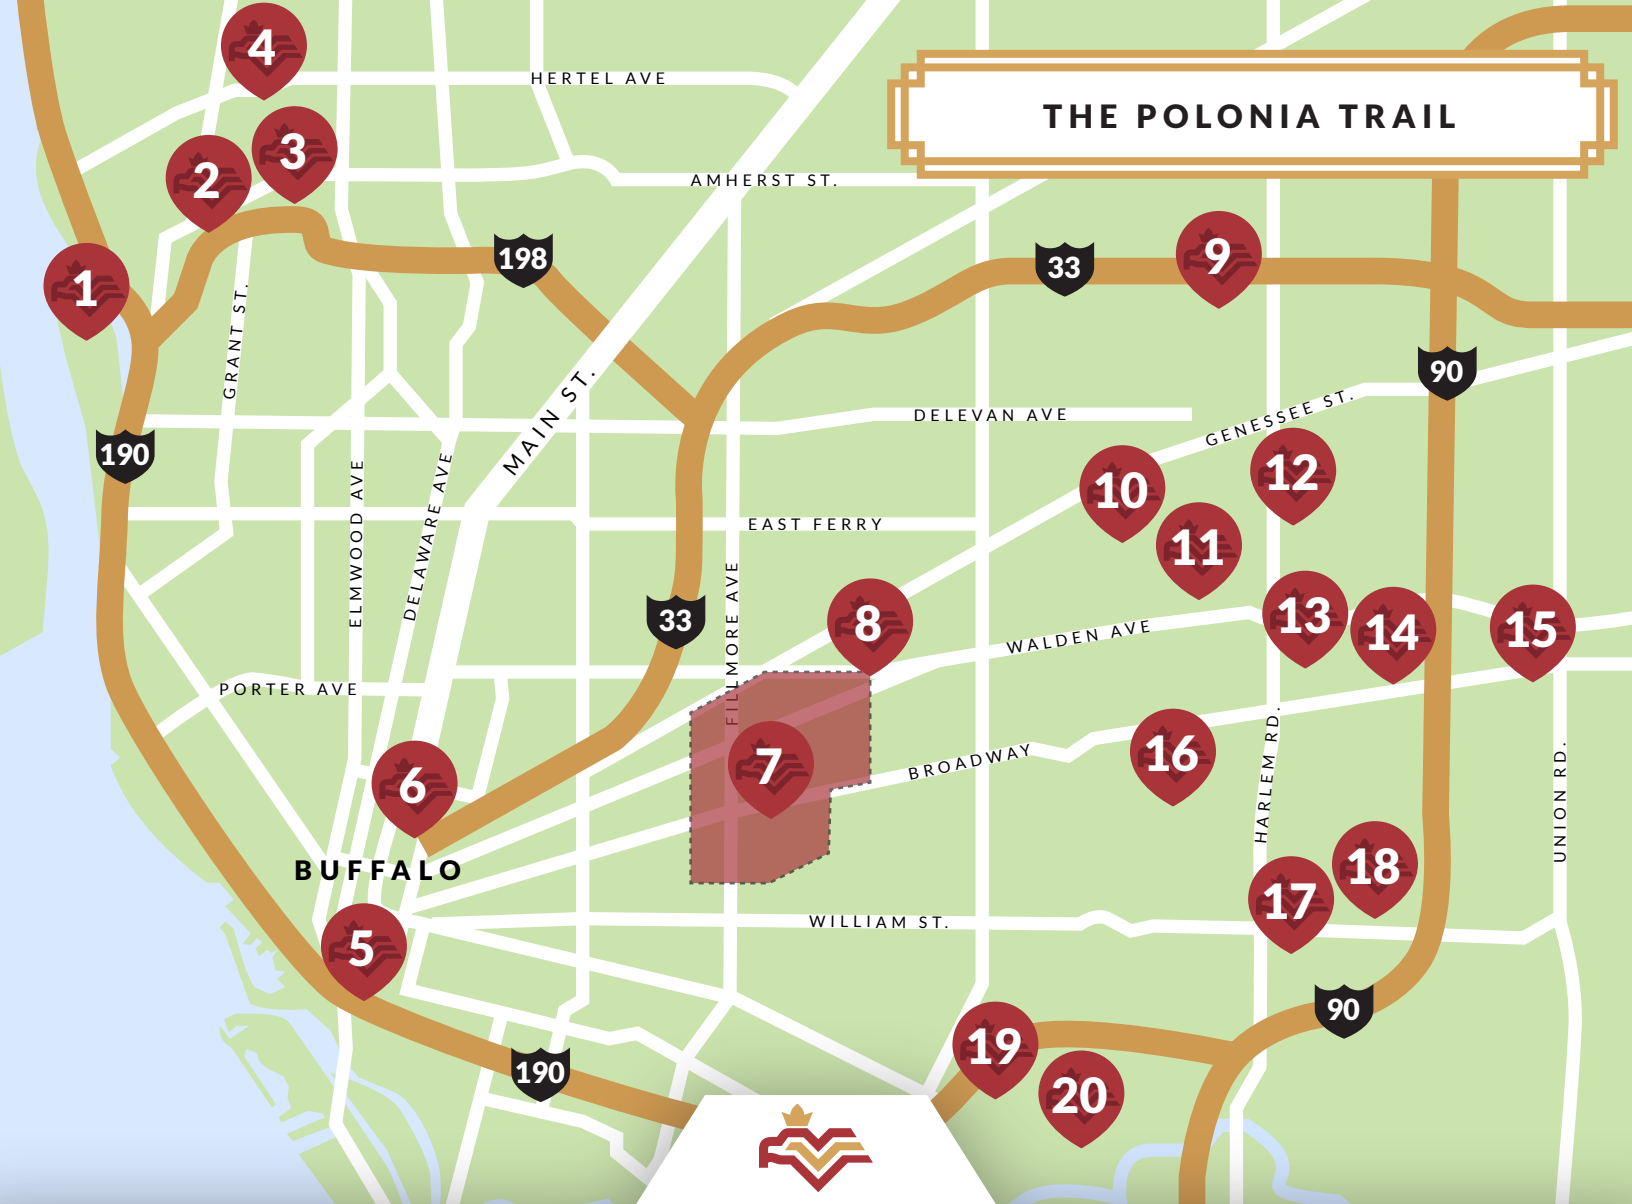 4
HERTEL AVE
THE POLONIA TRAIL
3
2
AMHERST ST.
198
33
9
1
GRANT ST.
90
MAIN ST.
DELEVAN AVE
GENESSEE ST.
190
10
12
ELMWOOD AVE
DELAWARE AVE
EAST FERRY
11
33
FILLMORE AVE
8
WALDEN AVE
13
14
15
PORTER AVE
7
BROADWAY
16
HARLEM RD.
UNION RD.
6
BUFFALO
17
18
WILLIAM ST.
5
90
19
190
20